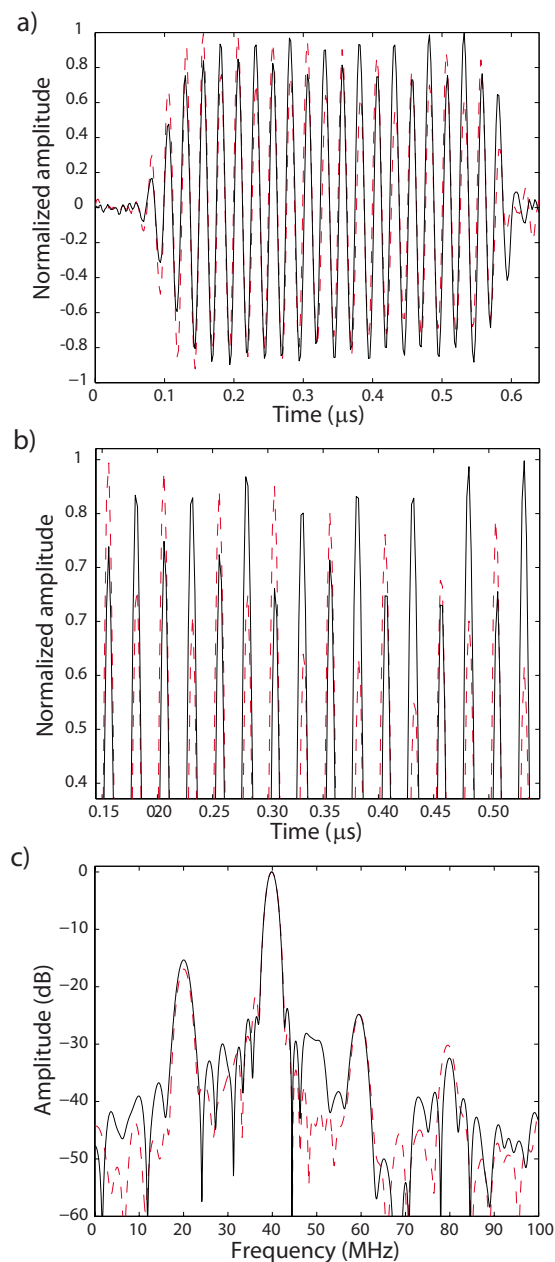 a)
Normalized amplitude
1
0.8
0.6
0.4
0.2
0
−0.2
−0.4
−0.6
−0.8
−1
0 0.1 0.2 0.3 0.4 0.5 0.6
Time (μs)
b)
Normalized amplitude
1
0.8
0.7
0.6
0.5
0.4
0.15 020 0.25 0.30 0.35 0.40 0.45 0.50
Time (μs)
c)
Amplitude (dB)
0
−10
−20
−30
−40
−50
−60
0 10 20 30 40 50 60 70 80 90 100
Frequency (MHz)